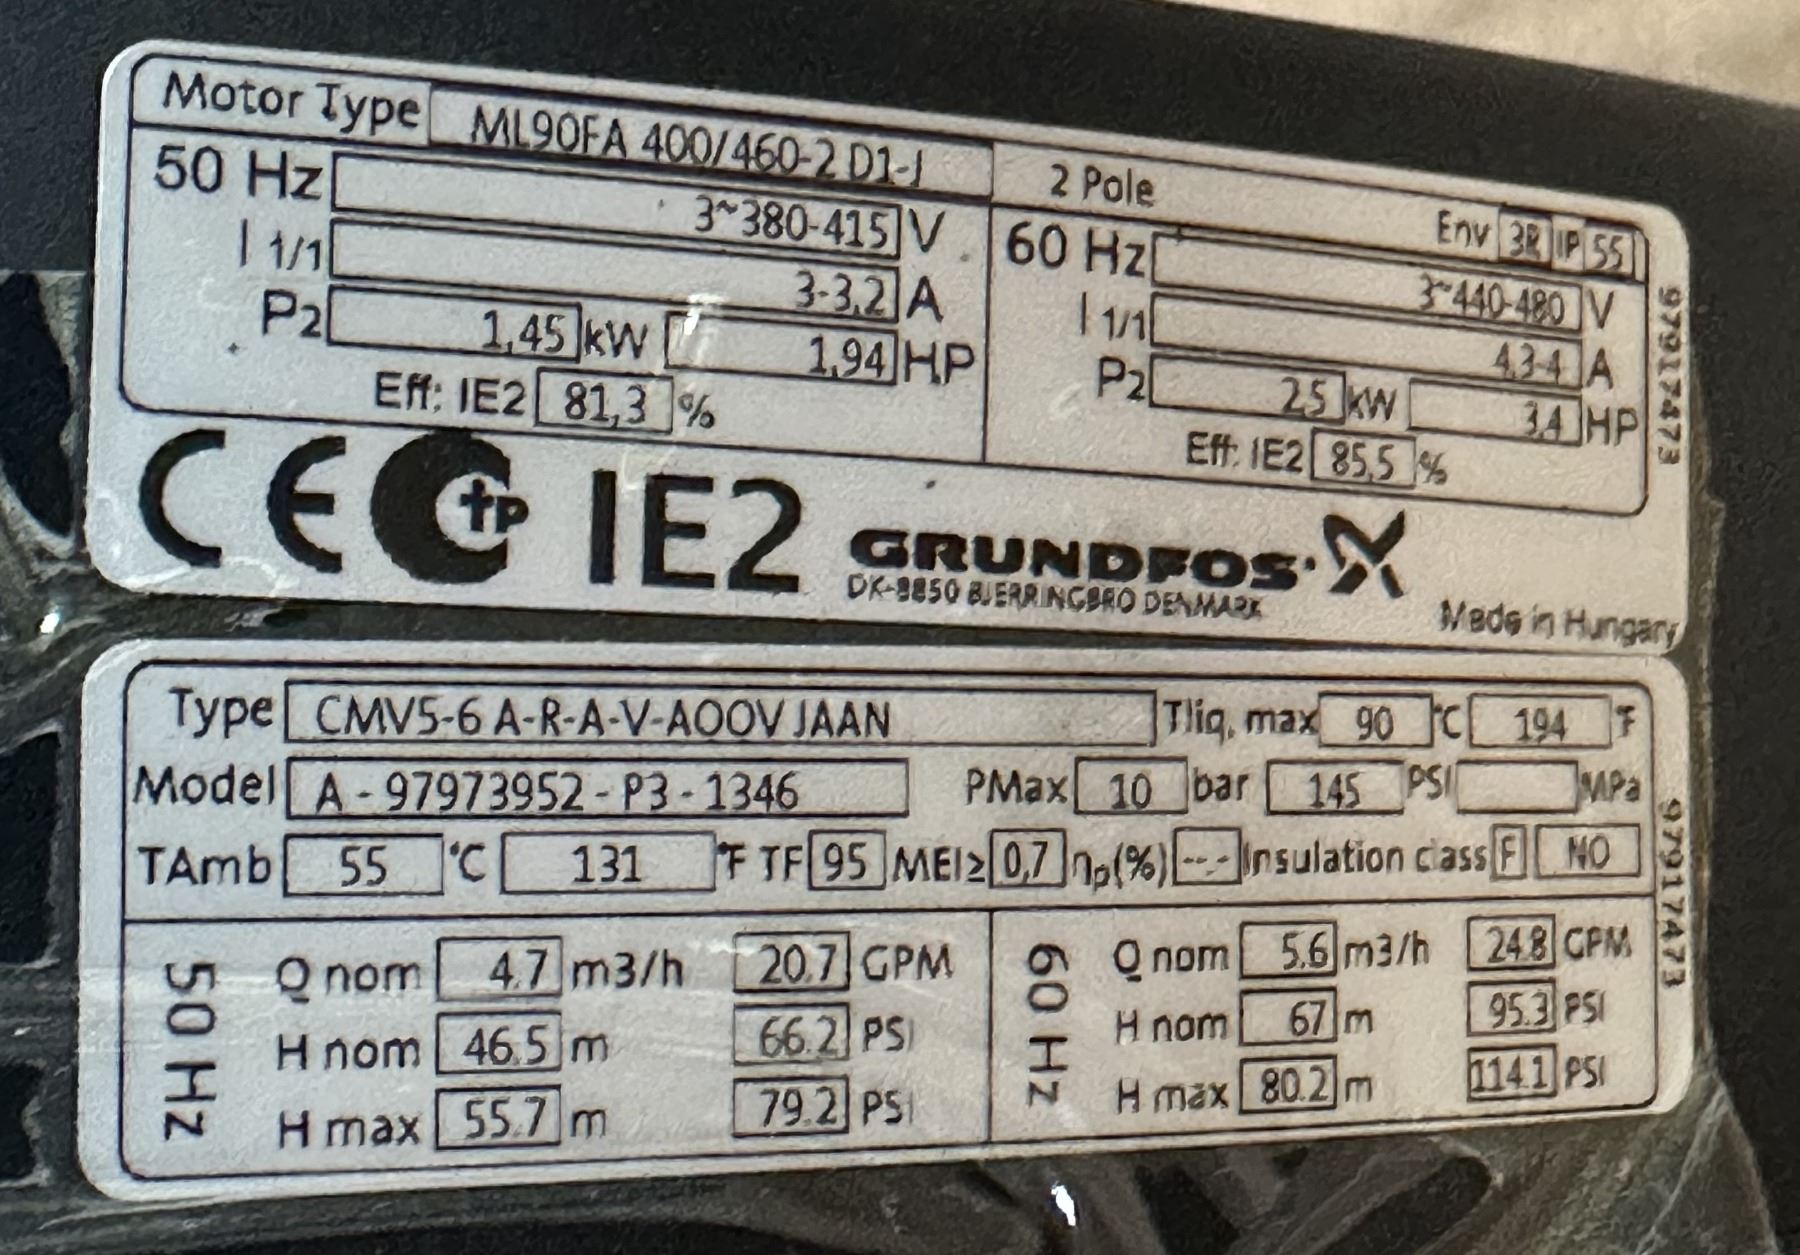 Motor Type ML90FA 400/460-2 D1-J 2 Pole
Env 3R IP 55
50 Hz 3~380-415 V
I 1/1 3-3,2 A
P2 1,45 kW 1,94 HP
Eff: IE2 81,3 %
60 Hz 3~440-480 V
I 1/1 4,3-4 A
P2 2,5 kW 3,4 HP
Eff: IE2 85,5 %
97917473
CE tp IE2 GRUNDFOS
DK-8850 BJERRINGBRO DENMARK
Made in Hungary
Type CMV5-6 A-R-A-V-AOOV JAAN Tliq. max 90 °C 194 °F
Model A - 97973952 - P3 - 1346 PMax 10 bar 145 PSI MPa
TAmb 55 °C 131 °F TF 95 MEI≥ 0,7 ηp(%) --.- Insulation class F NO
50 Hz
Q nom 4.7 m3/h 20.7 GPM
H nom 46.5 m 66.2 PSI
H max 55.7 m 79.2 PSI
60 Hz
Q nom 5.6 m3/h 24.8 GPM
H nom 67 m 95.3 PSI
H max 80.2 m 114.1 PSI
97917473